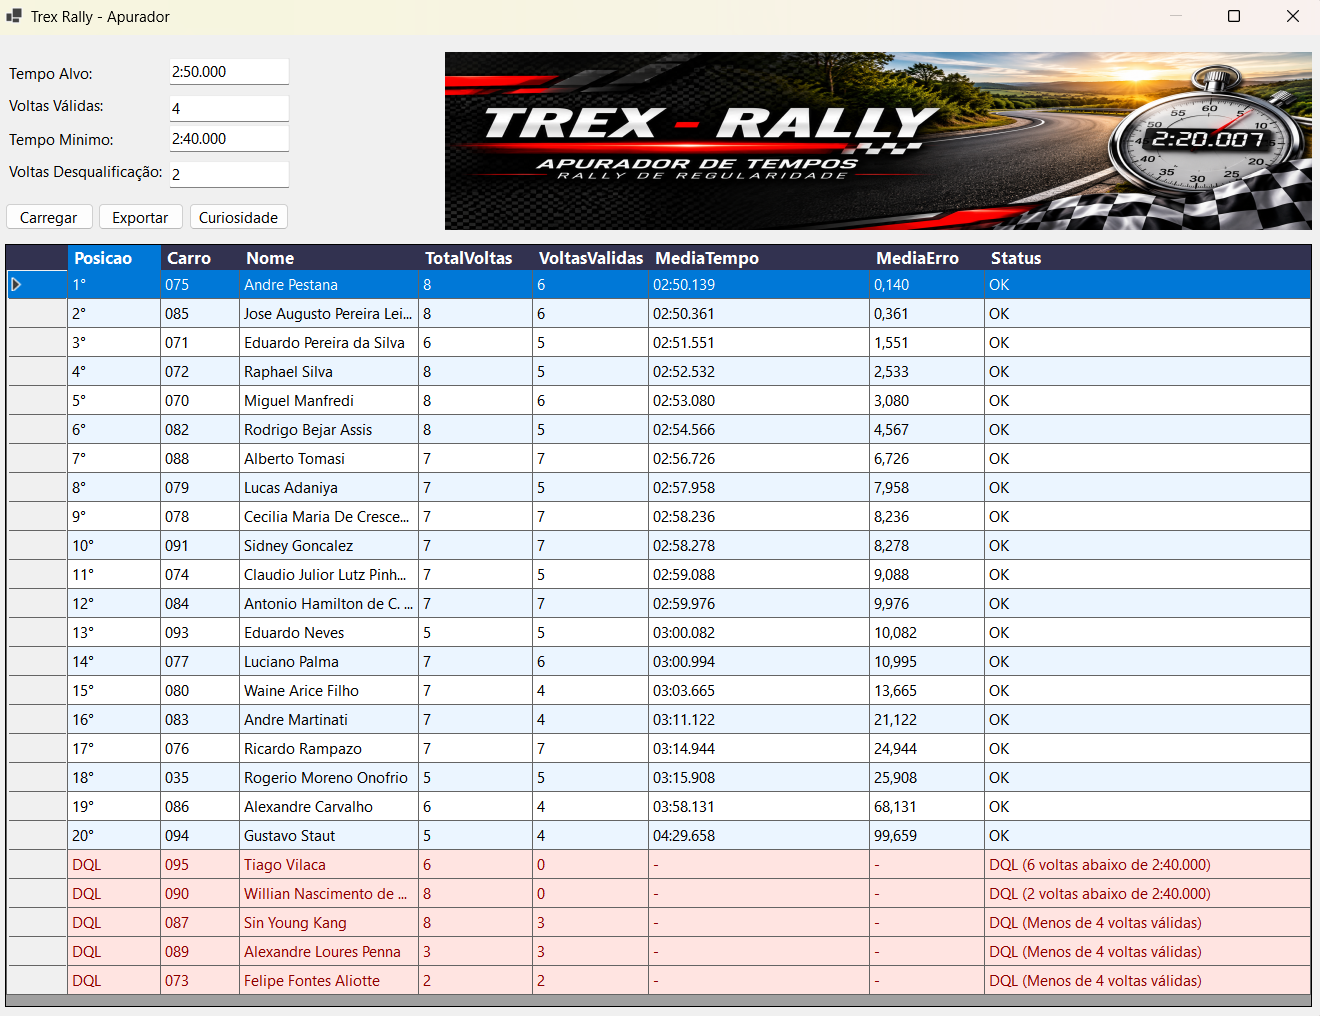 Trex Rally - Apurador
Tempo Alvo: 2:50.000
Voltas Válidas: 4
Tempo Minimo: 2:40.000
Voltas Desqualificação: 2
Carregar Exportar Curiosidade
TREX - RALLY
APURADOR DE TEMPOS
RALLY DE REGULARIDADE
60
55 5
50 10
2:20.007
45
40 20
35 30 25
Posicao Carro Nome TotalVoltas VoltasValidas MediaTempo MediaErro Status
1° 075 Andre Pestana 8 6 02:50.139 0,140 OK
2° 085 Jose Augusto Pereira Lei... 8 6 02:50.361 0,361 OK
3° 071 Eduardo Pereira da Silva 6 5 02:51.551 1,551 OK
4° 072 Raphael Silva 8 5 02:52.532 2,533 OK
5° 070 Miguel Manfredi 8 6 02:53.080 3,080 OK
6° 082 Rodrigo Bejar Assis 8 5 02:54.566 4,567 OK
7° 088 Alberto Tomasi 7 7 02:56.726 6,726 OK
8° 079 Lucas Adaniya 7 5 02:57.958 7,958 OK
9° 078 Cecilia Maria De Cresce... 7 7 02:58.236 8,236 OK
10° 091 Sidney Goncalez 7 7 02:58.278 8,278 OK
11° 074 Claudio Julior Lutz Pinh... 7 5 02:59.088 9,088 OK
12° 084 Antonio Hamilton de C. ... 7 7 02:59.976 9,976 OK
13° 093 Eduardo Neves 5 5 03:00.082 10,082 OK
14° 077 Luciano Palma 7 6 03:00.994 10,995 OK
15° 080 Waine Arice Filho 7 4 03:03.665 13,665 OK
16° 083 Andre Martinati 7 4 03:11.122 21,122 OK
17° 076 Ricardo Rampazo 7 7 03:14.944 24,944 OK
18° 035 Rogerio Moreno Onofrio 5 5 03:15.908 25,908 OK
19° 086 Alexandre Carvalho 6 4 03:58.131 68,131 OK
20° 094 Gustavo Staut 5 4 04:29.658 99,659 OK
DQL 095 Tiago Vilaca 6 0 - - DQL (6 voltas abaixo de 2:40.000)
DQL 090 Willian Nascimento de ... 8 0 - - DQL (2 voltas abaixo de 2:40.000)
DQL 087 Sin Young Kang 8 3 - - DQL (Menos de 4 voltas válidas)
DQL 089 Alexandre Loures Penna 3 3 - - DQL (Menos de 4 voltas válidas)
DQL 073 Felipe Fontes Aliotte 2 2 - - DQL (Menos de 4 voltas válidas)